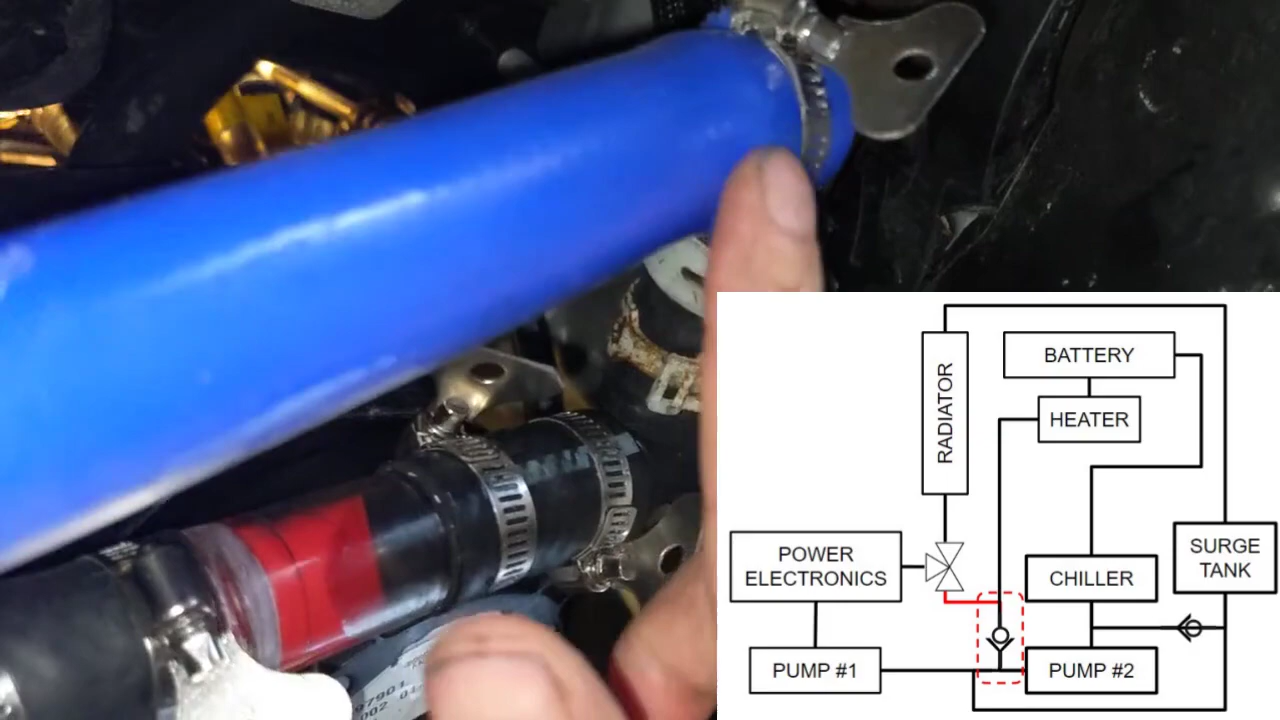 RADIATOR
BATTERY
HEATER
POWER
ELECTRONICS
CHILLER
SURGE
TANK
PUMP #1
PUMP #2